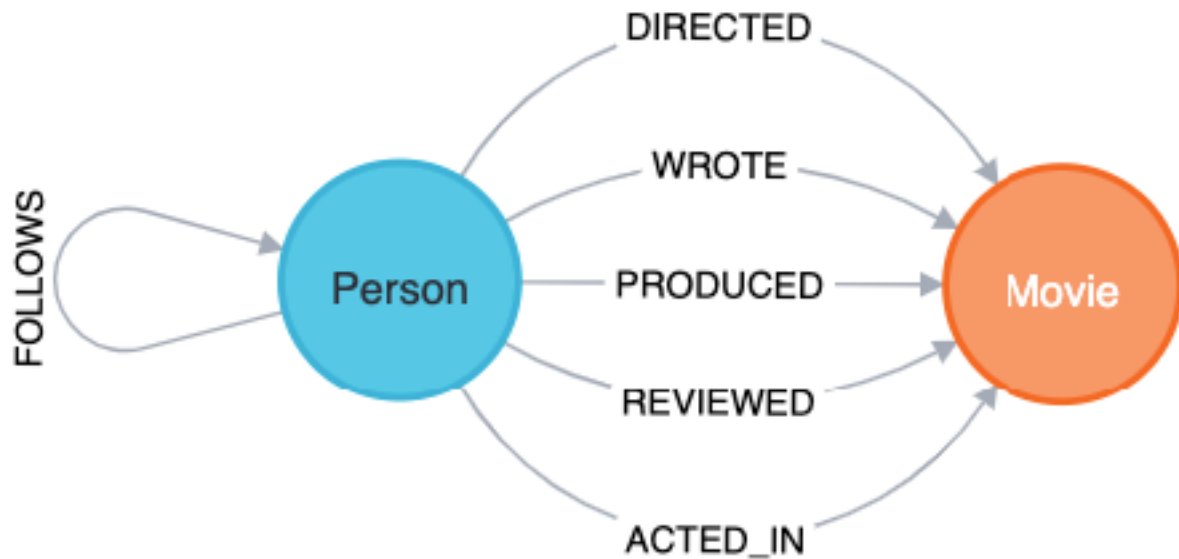 DIRECTED
WROTE
FOLLOWS
Person
PRODUCED
Movie
REVIEWED
ACTED_IN